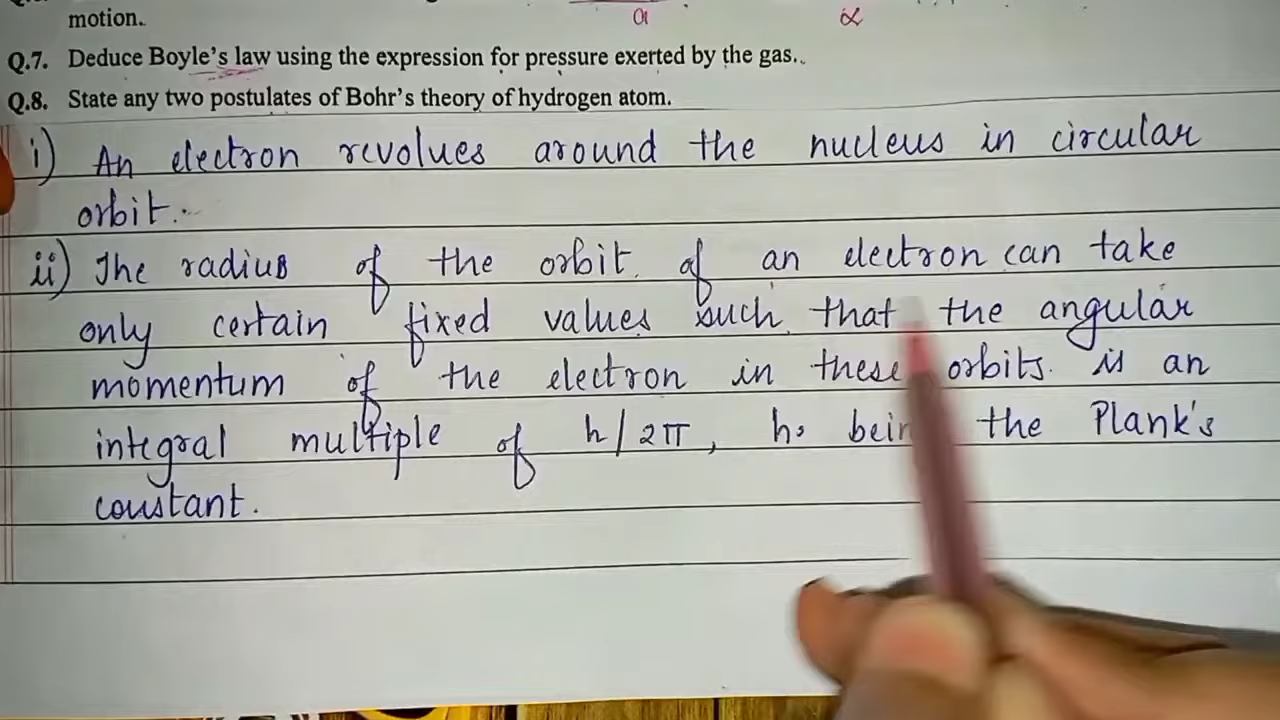 motion.
a
α
Q.7. Deduce Boyle's law using the expression for pressure exerted by the gas.
Q.8. State any two postulates of Bohr's theory of hydrogen atom.
i) An electron revolues around the nucleus in circular
orbit.
ii) The radius of the orbit of an electron can take
only certain fixed values such that the angular
momentum of the electron in these orbits is an
integral multiple of h/2π, h the Plank's
constant.